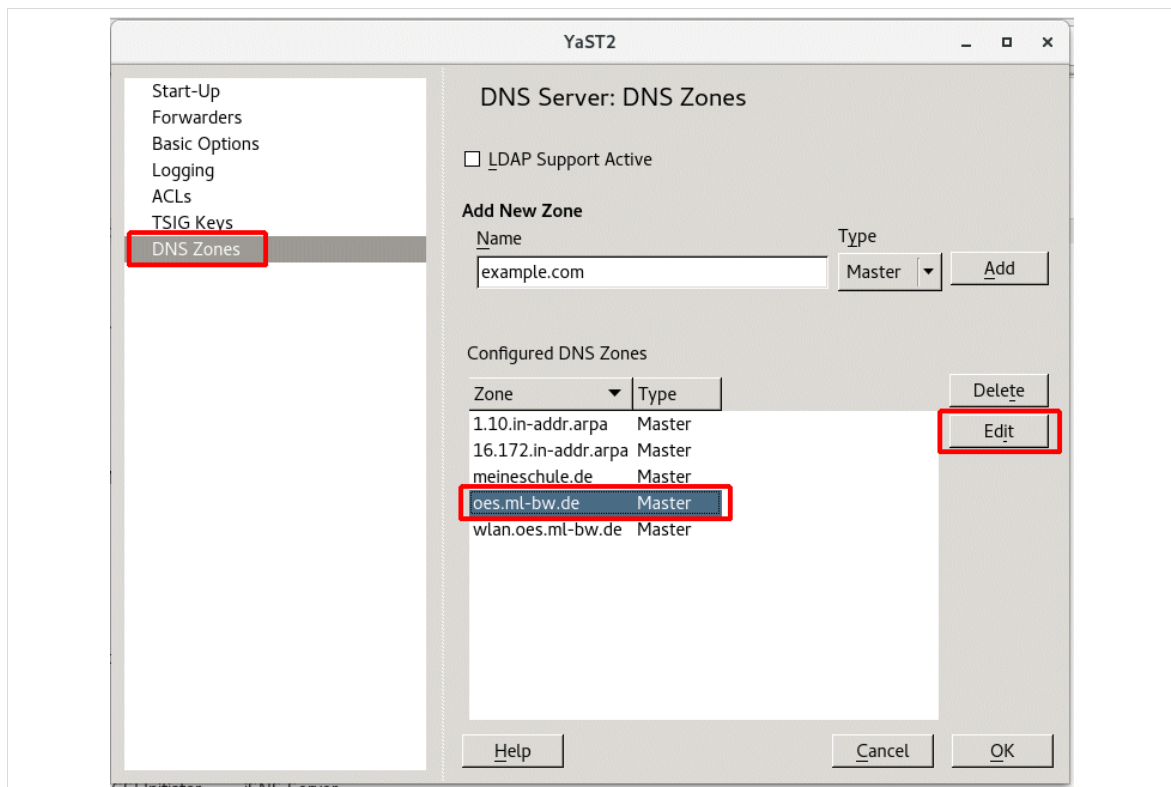 YaST2
Start-Up
Forwarders
Basic Options
Logging
ACLs
TSIG Keys
DNS Zones
DNS Server: DNS Zones
LDAP Support Active
Add New Zone
Name
Type
example.com
Master
Add
Configured DNS Zones
Zone Type
Delete
Edit
1.10.in-addr.arpa Master
16.172.in-addr.arpa Master
meineschule.de Master
oes.ml-bw.de Master
wlan.oes.ml-bw.de Master
Help
Cancel
OK